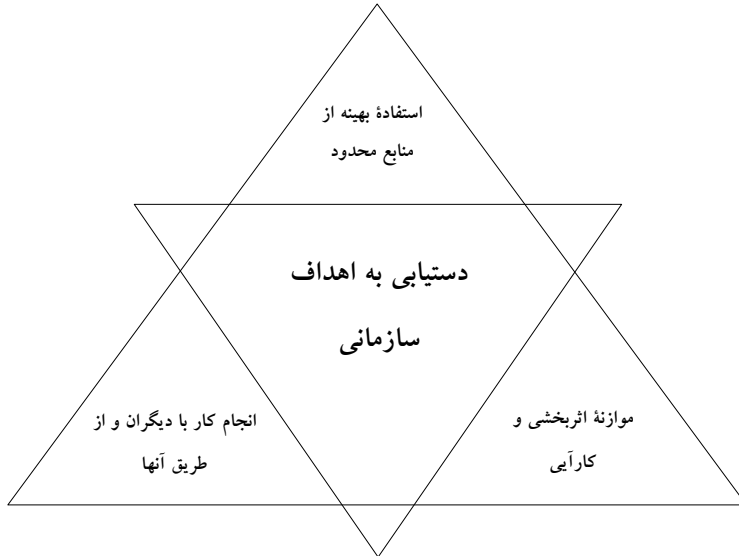 استفادهٔ بهینه از
منابع محدود
دستیابی به اهداف
سازمانی
موازنهٔ اثربخشی و
کارآیی
انجام کار با دیگران و از
طریق آنها